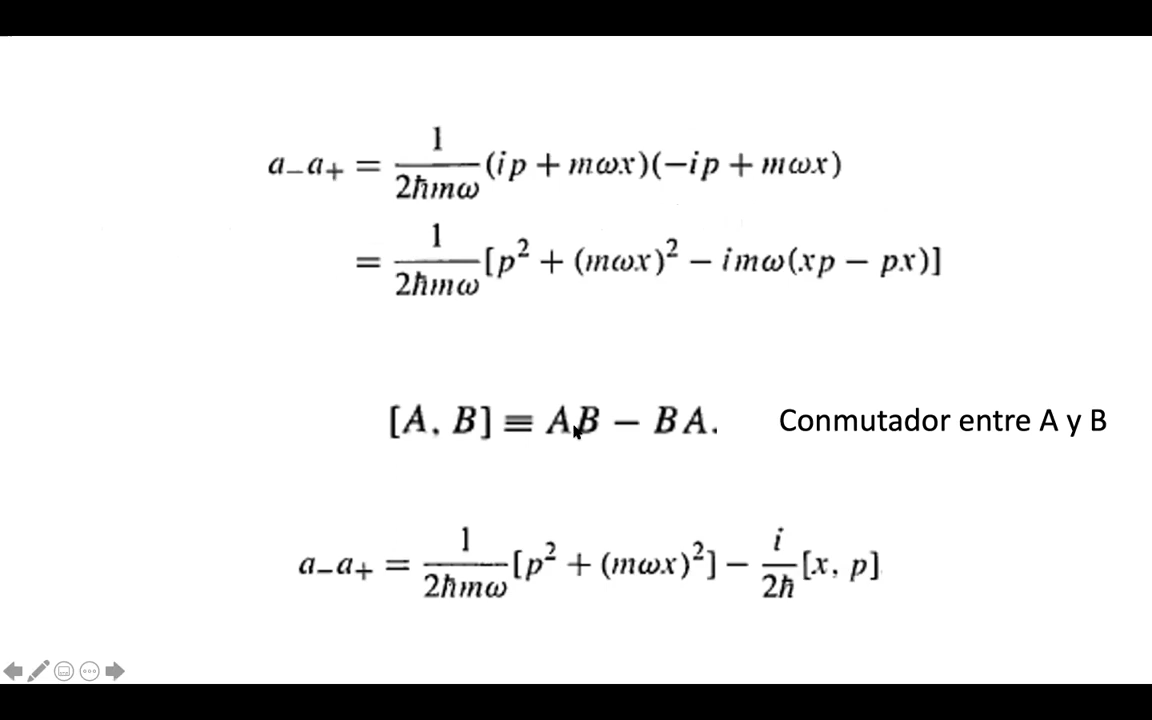 a₋a₊ = 1/(2ħmω) (ip + mωx)(−ip + mωx)
= 1/(2ħmω) [p² + (mωx)² − imω(xp − px)]
[A, B] ≡ AB − BA. Conmutador entre A y B
a₋a₊ = 1/(2ħmω) [p² + (mωx)²] − i/(2ħ) [x, p]